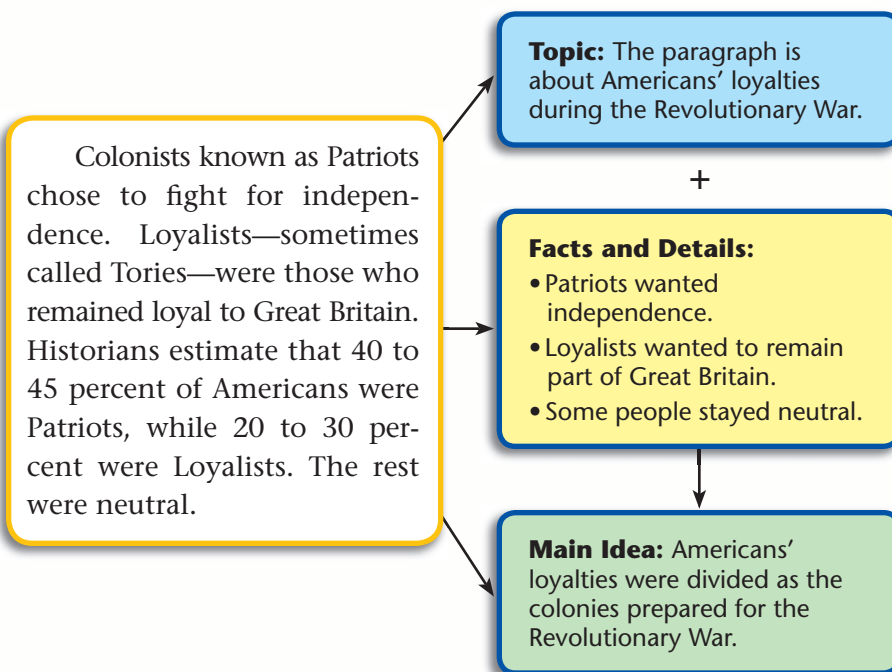 Colonists known as Patriots
chose to fight for indepen-
dence. Loyalists—sometimes
called Tories—were those who
remained loyal to Great Britain.
Historians estimate that 40 to
45 percent of Americans were
Patriots, while 20 to 30 per-
cent were Loyalists. The rest
were neutral.
Topic: The paragraph is
about Americans’ loyalties
during the Revolutionary War.
+
Facts and Details:
• Patriots wanted
independence.
• Loyalists wanted to remain
part of Great Britain.
• Some people stayed neutral.
Main Idea: Americans’
loyalties were divided as the
colonies prepared for the
Revolutionary War.